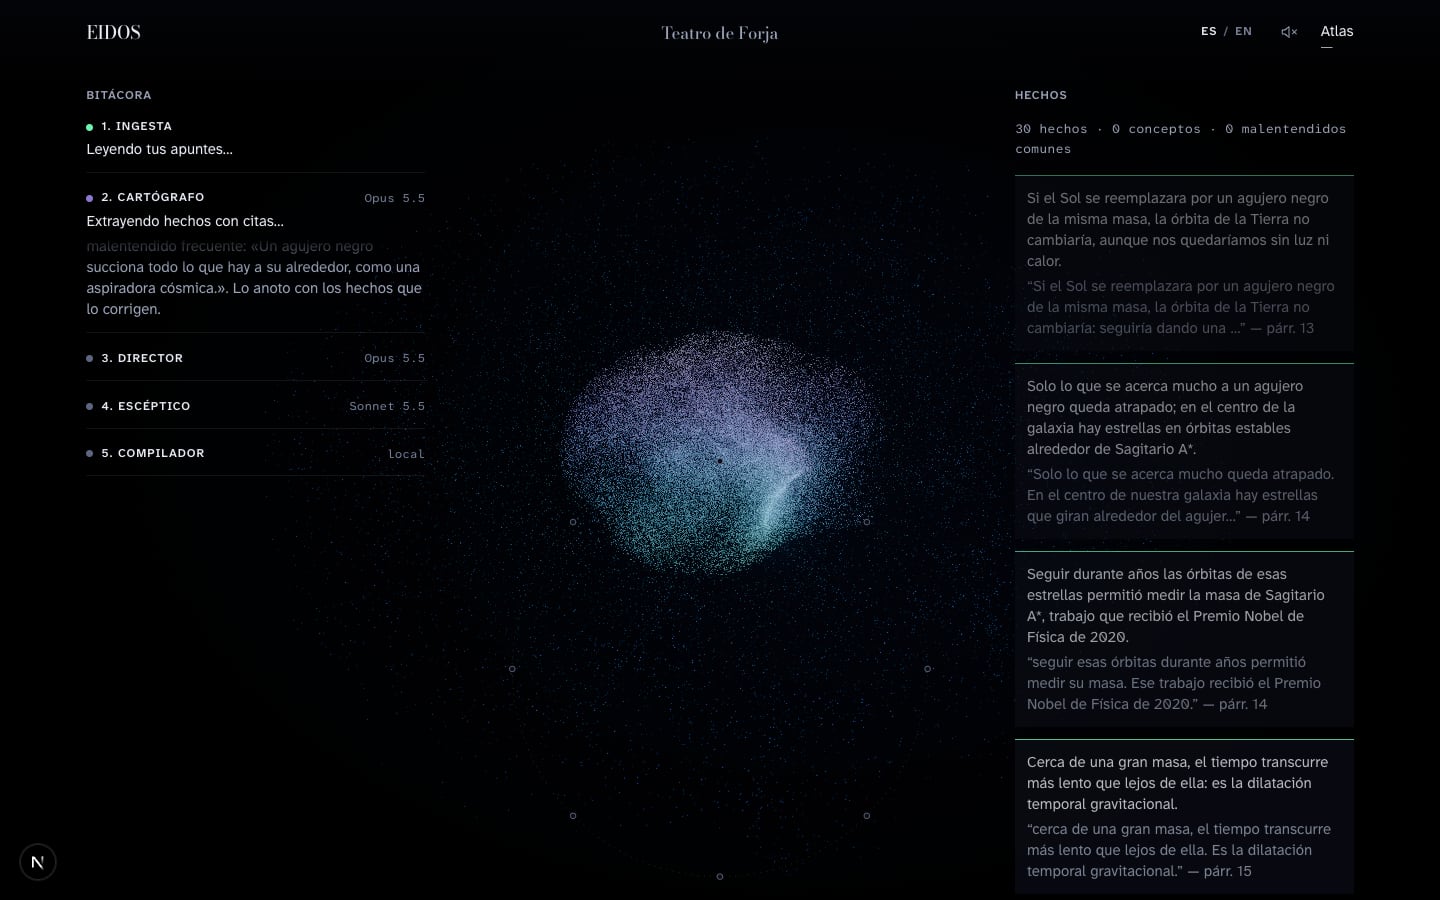 EIDOS
Teatro de Forja
ES / EN
Atlas
BITÁCORA
1. INGESTA
Leyendo tus apuntes...
2. CARTÓGRAFO
Opus 5.5
Extrayendo hechos con citas...
malentendido frecuente: «Un agujero negro
succiona todo lo que hay a su alrededor, como una
aspiradora cósmica.». Lo anoto con los hechos que
lo corrigen.
3. DIRECTOR
Opus 5.5
4. ESCÉPTICO
Sonnet 5.5
5. COMPILADOR
local
HECHOS
30 hechos · 0 conceptos · 0 malentendidos
comunes
Si el Sol se reemplazara por un agujero negro
de la misma masa, la órbita de la Tierra no
cambiaría, aunque nos quedaríamos sin luz ni
calor.
“Si el Sol se reemplazara por un agujero negro
de la misma masa, la órbita de la Tierra no
cambiaría: seguiría dando una ...” — párr. 13
Solo lo que se acerca mucho a un agujero
negro queda atrapado; en el centro de la
galaxia hay estrellas en órbitas estables
alrededor de Sagitario A*.
“Solo lo que se acerca mucho queda atrapado.
En el centro de nuestra galaxia hay estrellas
que giran alrededor del agujer...” — párr. 14
Seguir durante años las órbitas de esas
estrellas permitió medir la masa de Sagitario
A*, trabajo que recibió el Premio Nobel de
Física de 2020.
“seguir esas órbitas durante años permitió
medir su masa. Ese trabajo recibió el Premio
Nobel de Física de 2020.” — párr. 14
Cerca de una gran masa, el tiempo transcurre
más lento que lejos de ella: es la dilatación
temporal gravitacional.
“cerca de una gran masa, el tiempo transcurre
más lento que lejos de ella. Es la dilatación
temporal gravitacional.” — párr. 15
N